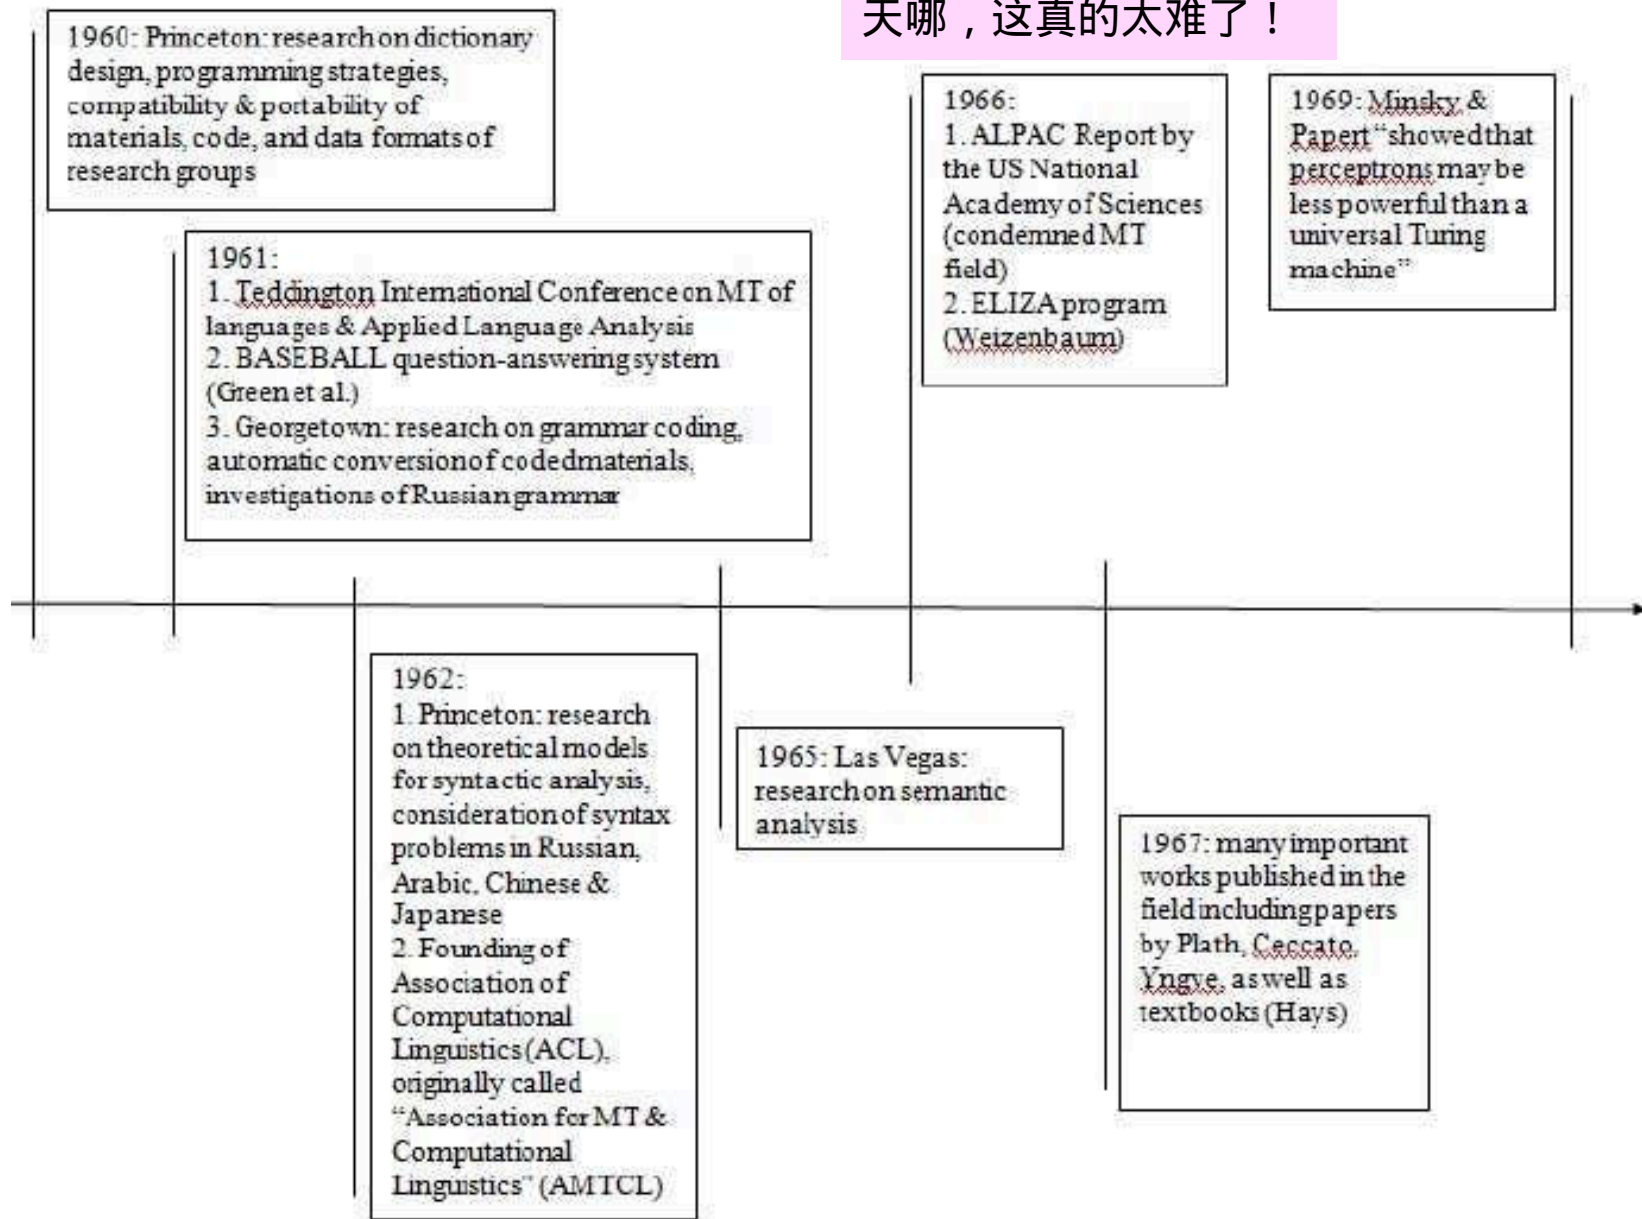 天哪，这真的太难了！
1960: Princeton: research on dictionary
design, programming strategies,
compatibility & portability of
materials, code, and data formats of
research groups
1961:
1. Teddington International Conference on MT of
languages & Applied Language Analysis
2. BASEBALL question-answering system
(Green et al.)
3. Georgetown: research on grammar coding,
automatic conversion of coded materials,
investigations of Russian grammar
1962:
1. Princeton: research
on theoretical models
for syntactic analysis,
consideration of syntax
problems in Russian,
Arabic, Chinese &
Japanese
2. Founding of
Association of
Computational
Linguistics (ACL),
originally called
“Association for MT &
Computational
Linguistics” (AMTCL)
1965: Las Vegas:
research on semantic
analysis
1966:
1. ALPAC Report by
the US National
Academy of Sciences
(condemned MT
field)
2. ELIZA program
(Weizenbaum)
1967: many important
works published in the
field including papers
by Plath, Ceccato,
Yngve, as well as
textbooks (Hays)
1969: Minsky &
Papert “showed that
perceptrons may be
less powerful than a
universal Turing
machine”